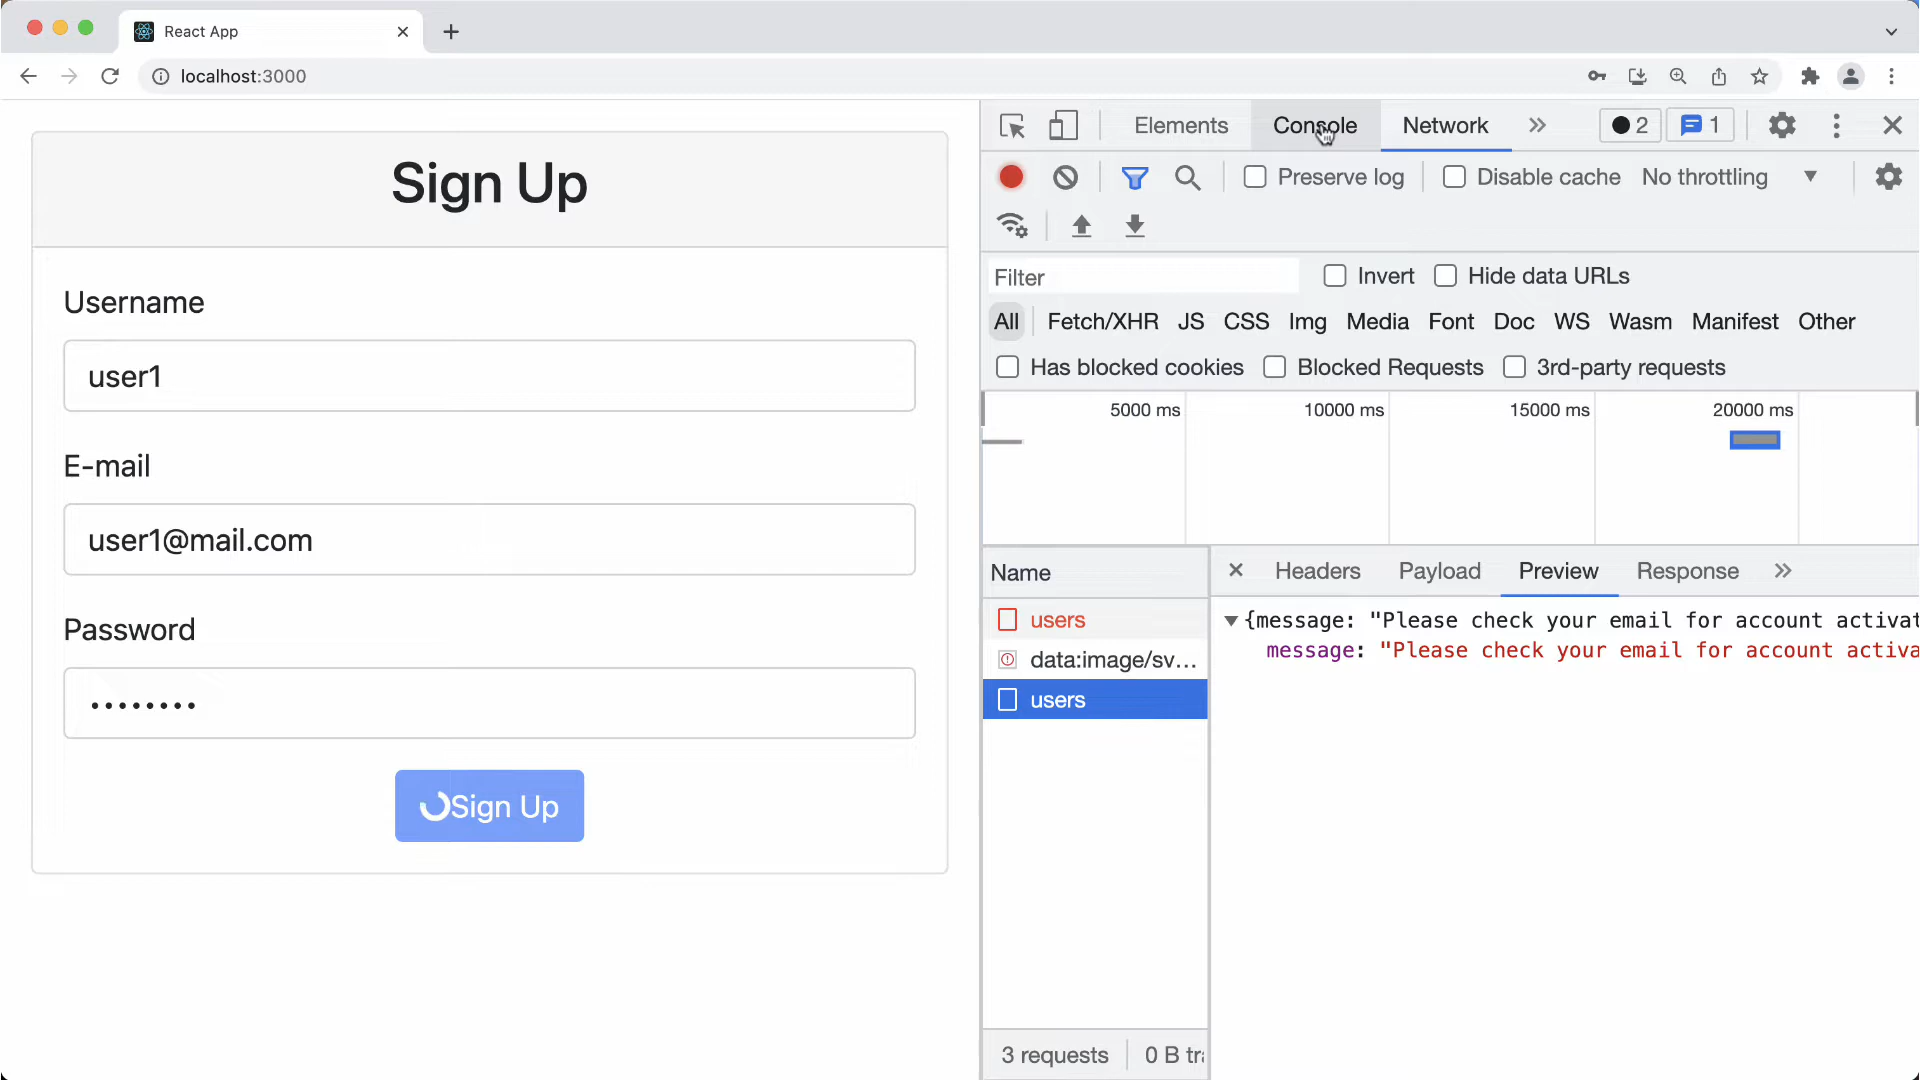 React App
localhost:3000
Sign Up
Username
user1
E-mail
user1@mail.com
Password
••••••••
Sign Up
Elements Console Network 2 1
Preserve log Disable cache No throttling
Filter Invert Hide data URLs
All Fetch/XHR JS CSS Img Media Font Doc WS Wasm Manifest Other
Has blocked cookies Blocked Requests 3rd-party requests
5000 ms 10000 ms 15000 ms 20000 ms
Name Headers Payload Preview Response
users
data:image/sv...
users
{message: "Please check your email for account activat
message: "Please check your email for account activa
3 requests 0 B tr